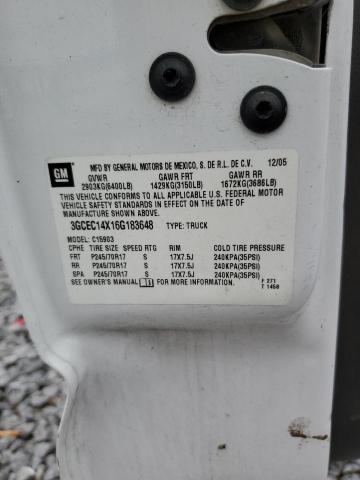 GM
MFD BY GENERAL MOTORS DE MEXICO, S. DE R.L. DE C.V. 12/05
GVWR GAWR FRT GAWR RR
2903KG(6400LB) 1429KG(3150LB) 1672KG(3686LB)
THIS VEHICLE CONFORMS TO ALL APPLICABLE U.S. FEDERAL MOTOR
VEHICLE SAFETY STANDARDS IN EFFECT ON THE DATE OF
MANUFACTURE SHOWN ABOVE.
3GCEC14X16G183648 TYPE: TRUCK
MODEL: C15903
CPHE TIRE SIZE SPEED RTG RIM COLD TIRE PRESSURE
FRT P245/70R17 S 17X7.5J 240KPA(35PSI)
RR P245/70R17 S 17X7.5J 240KPA(35PSI)
SPA P245/70R17 S 17X7.5J 240KPA(35PSI)
SEE OWNER'S MANUAL FOR ADDITIONAL INFORMATION.
F 271
T 1458